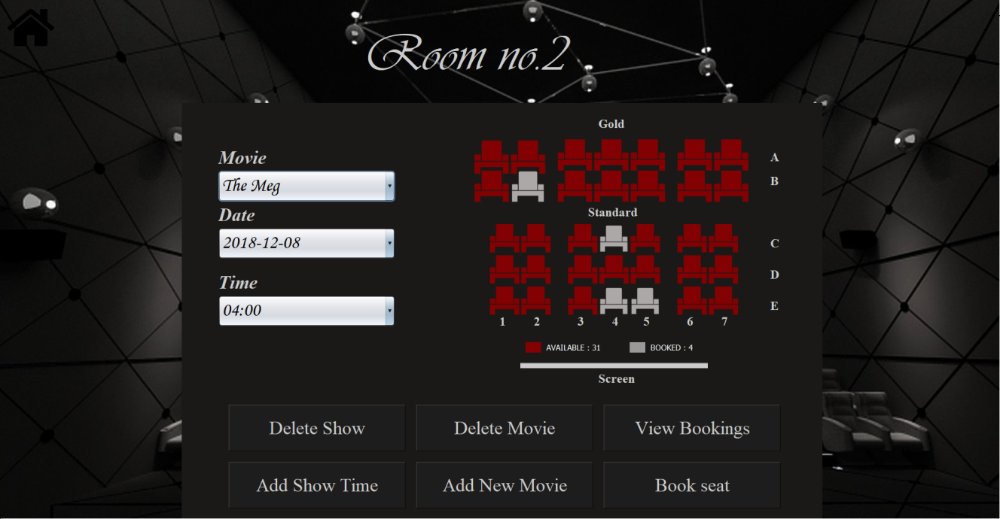 Room no.2
Movie
The Meg
Date
2018-12-08
Time
04:00
Gold
A
B
Standard
C
D
E
1 2 3 4 5 6 7
AVAILABLE : 31 BOOKED : 4
Screen
Delete Show Delete Movie View Bookings
Add Show Time Add New Movie Book seat